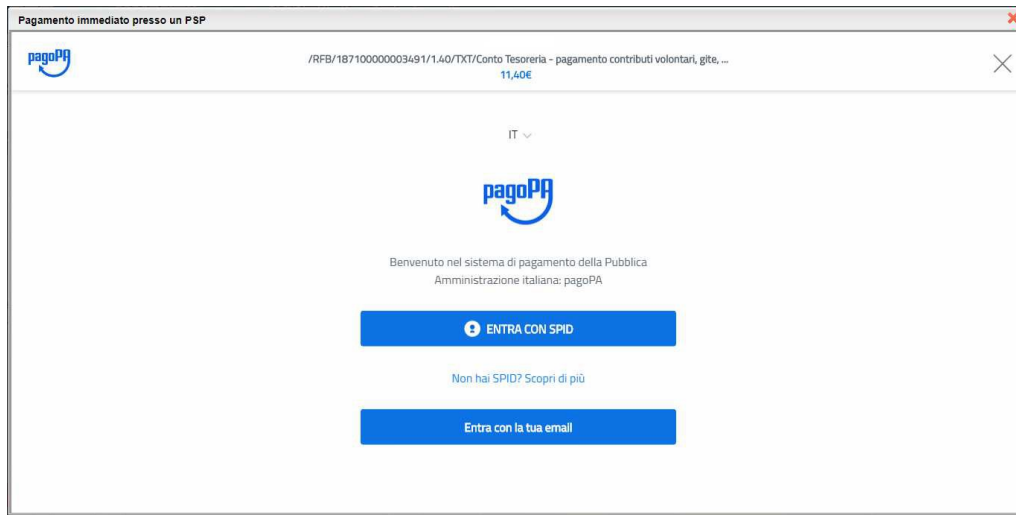 Pagamento immediato presso un PSP
pagoPA
/RFB/187100000003491/1.40/TXT/Conto Tesoreria - pagamento contributi volontari, gite, ...
11,40€
IT
pagoPA
Benvenuto nel sistema di pagamento della Pubblica
Amministrazione italiana: pagoPA
ENTRA CON SPID
Non hai SPID? Scopri di più
Entra con la tua email